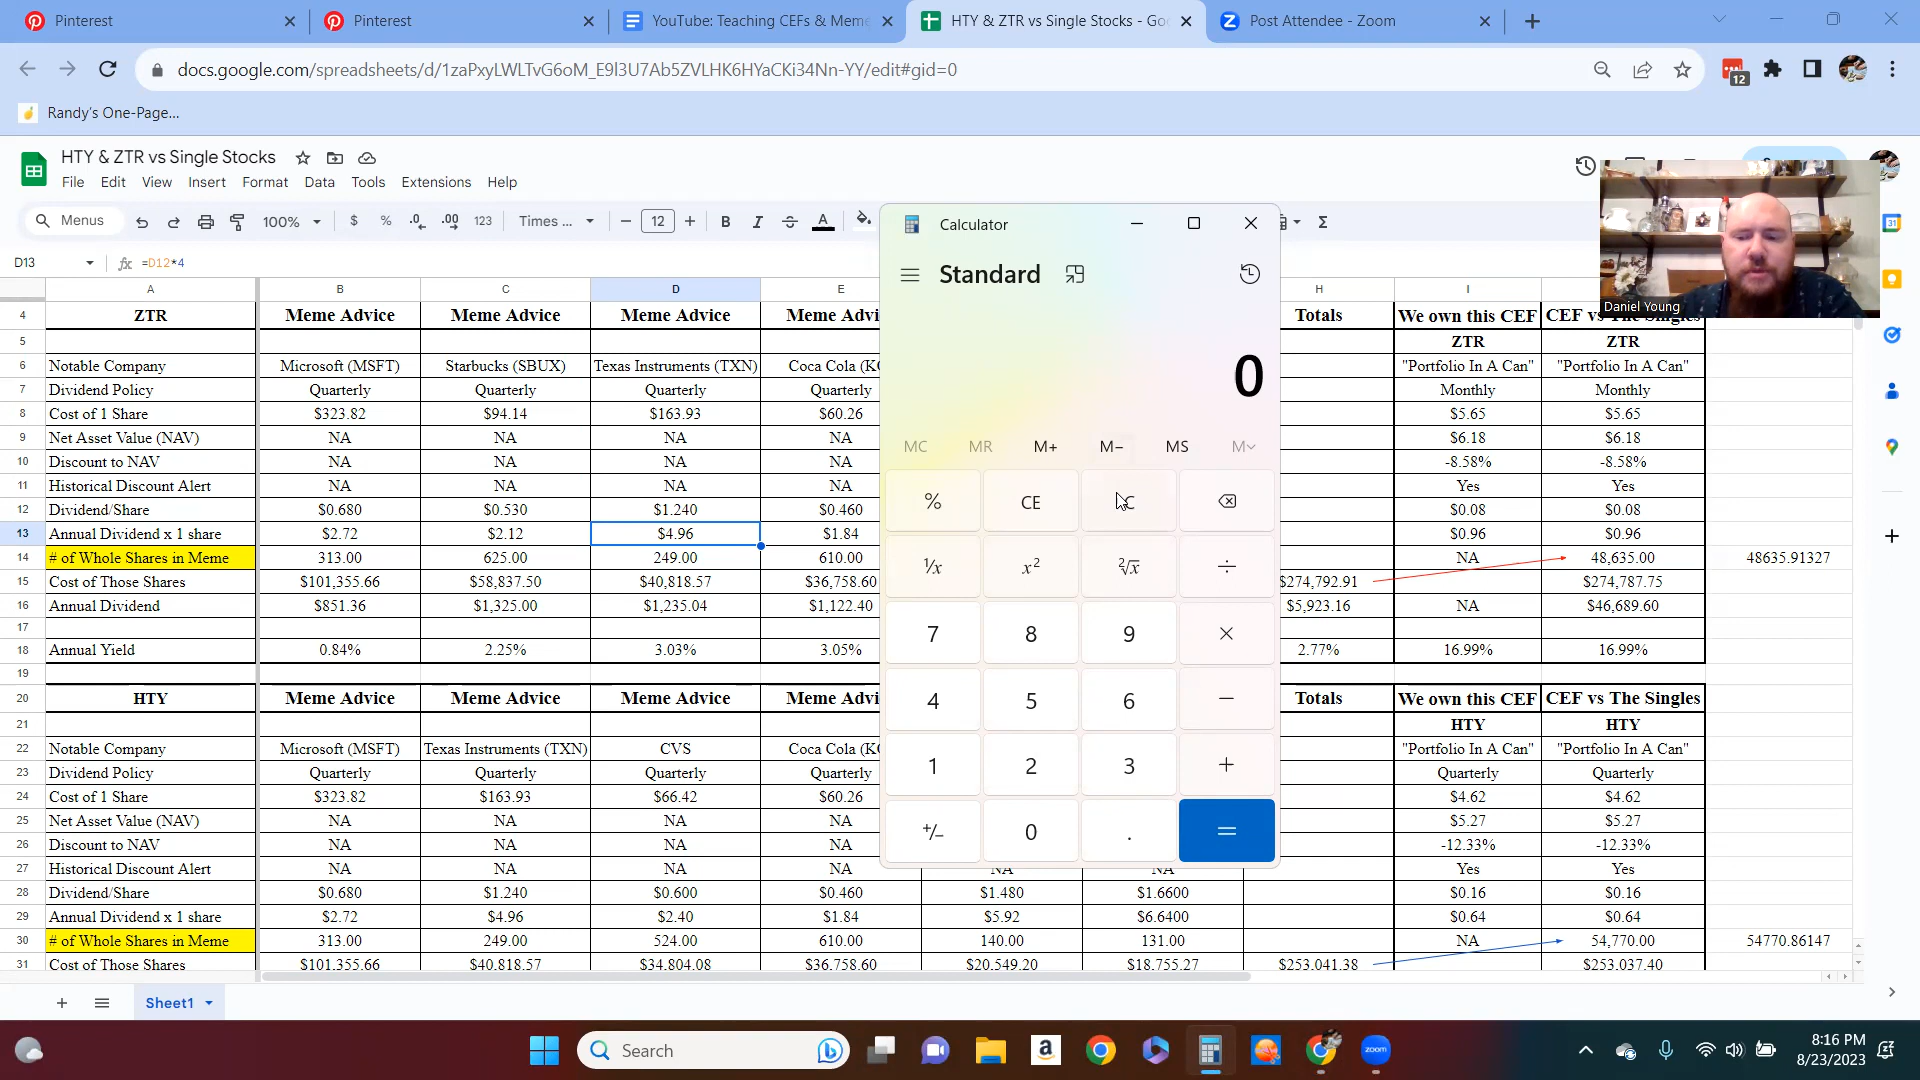 Pinterest
Pinterest
YouTube: Teaching CEFs & Meme
HTY & ZTR vs Single Stocks - Goo
Post Attendee - Zoom
docs.google.com/spreadsheets/d/1zaPxyLWLTvG6oM_E9l3U7Ab5ZVLHK6HYaCKi34Nn-YY/edit#gid=0
12
Randy's One-Page...
HTY & ZTR vs Single Stocks
File Edit View Insert Format Data Tools Extensions Help
Menus 100% $ % .0 .00 123 Times ... 12 B I A Σ
D13 fx =D12*4
A B C D E H I
4 ZTR Meme Advice Meme Advice Meme Advice Meme Advi Totals We own this CEF CEF vs The Singles
5 ZTR ZTR
6 Notable Company Microsoft (MSFT) Starbucks (SBUX) Texas Instruments (TXN) Coca Cola (KO "Portfolio In A Can" "Portfolio In A Can"
7 Dividend Policy Quarterly Quarterly Quarterly Quarterly Monthly Monthly
8 Cost of 1 Share $323.82 $94.14 $163.93 $60.26 $5.65 $5.65
9 Net Asset Value (NAV) NA NA NA NA $6.18 $6.18
10 Discount to NAV NA NA NA NA -8.58% -8.58%
11 Historical Discount Alert NA NA NA NA Yes Yes
12 Dividend/Share $0.680 $0.530 $1.240 $0.460 $0.08 $0.08
13 Annual Dividend x 1 share $2.72 $2.12 $4.96 $1.84 $0.96 $0.96
14 # of Whole Shares in Meme 313.00 625.00 249.00 610.00 NA 48,635.00 48635.91327
15 Cost of Those Shares $101,355.66 $58,837.50 $40,818.57 $36,758.60 $274,792.91 $274,787.75
16 Annual Dividend $851.36 $1,325.00 $1,235.04 $1,122.40 $5,923.16 NA $46,689.60
17
18 Annual Yield 0.84% 2.25% 3.03% 3.05% 2.77% 16.99% 16.99%
19
20 HTY Meme Advice Meme Advice Meme Advice Meme Advi Totals We own this CEF CEF vs The Singles
21 HTY HTY
22 Notable Company Microsoft (MSFT) Texas Instruments (TXN) CVS Coca Cola (KO "Portfolio In A Can" "Portfolio In A Can"
23 Dividend Policy Quarterly Quarterly Quarterly Quarterly Quarterly Quarterly
24 Cost of 1 Share $323.82 $163.93 $66.42 $60.26 $4.62 $4.62
25 Net Asset Value (NAV) NA NA NA NA $5.27 $5.27
26 Discount to NAV NA NA NA NA -12.33% -12.33%
27 Historical Discount Alert NA NA NA NA NA NA Yes Yes
28 Dividend/Share $0.680 $1.240 $0.600 $0.460 $1.480 $1.6600 $0.16 $0.16
29 Annual Dividend x 1 share $2.72 $4.96 $2.40 $1.84 $5.92 $6.6400 $0.64 $0.64
30 # of Whole Shares in Meme 313.00 249.00 524.00 610.00 140.00 131.00 NA 54,770.00 54770.86147
31 Cost of Those Shares $101,355.66 $40,818.57 $34,804.08 $36,758.60 $20,549.20 $18,755.27 $253,041.38 $253,037.40
Calculator
Standard
0
MC MR M+ M− MS M
% CE C
¹/x x² ²√x ÷
7 8 9 ×
4 5 6 −
1 2 3 +
+/− 0 . =
Daniel Young
31
Sheet1
Search
a
zoom
8:16 PM
8/23/2023